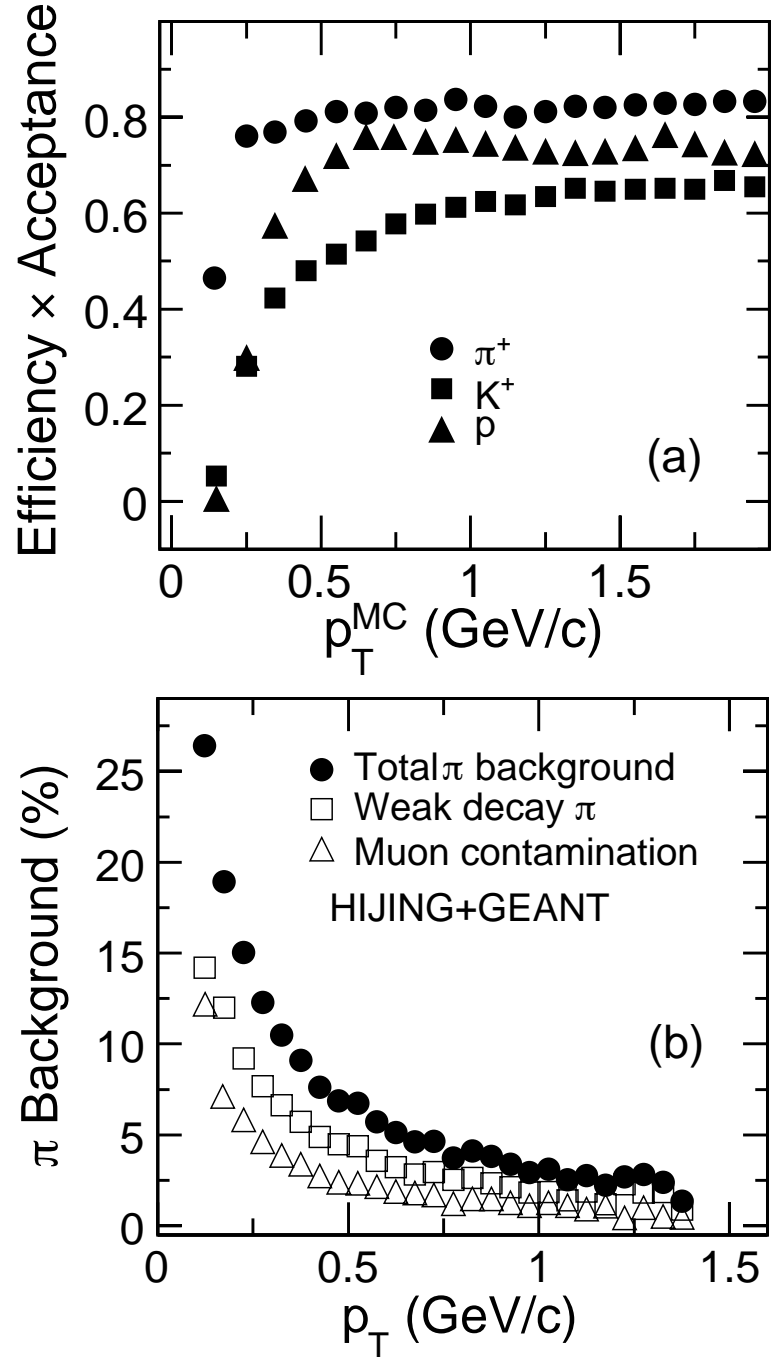 Efficiency × Acceptance
0.8
0.6
0.4
0.2
0
π+
K+
p
(a)
0 0.5 1 1.5
pTMC (GeV/c)
π Background (%)
25
20
15
10
5
0
Total π background
Weak decay π
Muon contamination
HIJING+GEANT
(b)
0 0.5 1 1.5
pT (GeV/c)